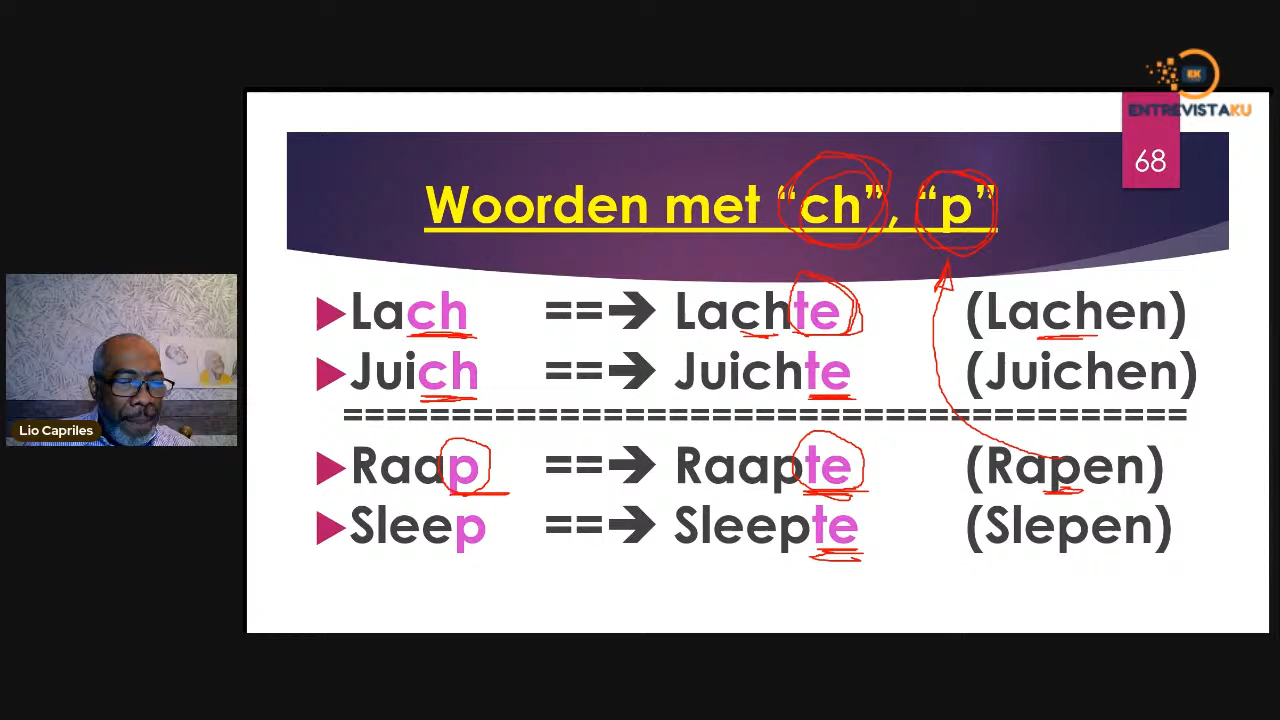 EK
ENTREVISTAKU
68
Woorden met “ch”, “p”
Lach ==➔ Lachte (Lachen)
Juich ==➔ Juichte (Juichen)
=======================================
Raap ==➔ Raapte (Rapen)
Sleep ==➔ Sleepte (Slepen)
Lio Capriles